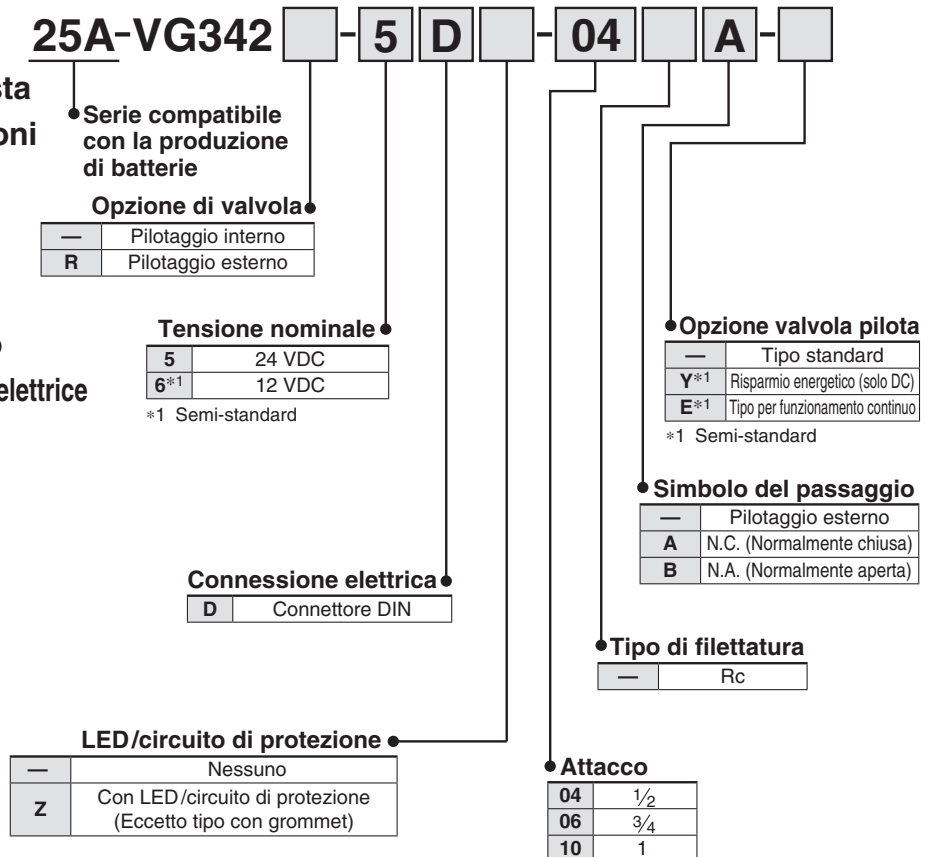 25A-VG342 - 5 D - 04 A -
sta
oni
o
elettrice
Serie compatibile
con la produzione
di batterie
Opzione di valvola
— Pilotaggio interno
R Pilotaggio esterno
Tensione nominale
5 24 VDC
6*1 12 VDC
*1 Semi-standard
Connessione elettrica
D Connettore DIN
LED/circuito di protezione
— Nessuno
Z Con LED/circuito di protezione
(Eccetto tipo con grommet)
Opzione valvola pilota
— Tipo standard
Y*1 Risparmio energetico (solo DC)
E*1 Tipo per funzionamento continuo
*1 Semi-standard
Simbolo del passaggio
— Pilotaggio esterno
A N.C. (Normalmente chiusa)
B N.A. (Normalmente aperta)
Tipo di filettatura
— Rc
Attacco
04 1/2
06 3/4
10 1